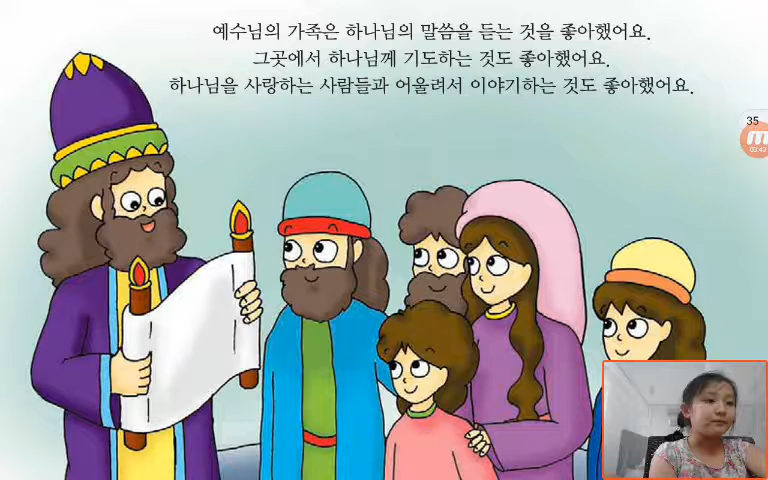 예수님의 가족은 하나님의 말씀을 듣는 것을 좋아했어요.
그곳에서 하나님께 기도하는 것도 좋아했어요.
하나님을 사랑하는 사람들과 어울려서 이야기하는 것도 좋아했어요.
35
02:43